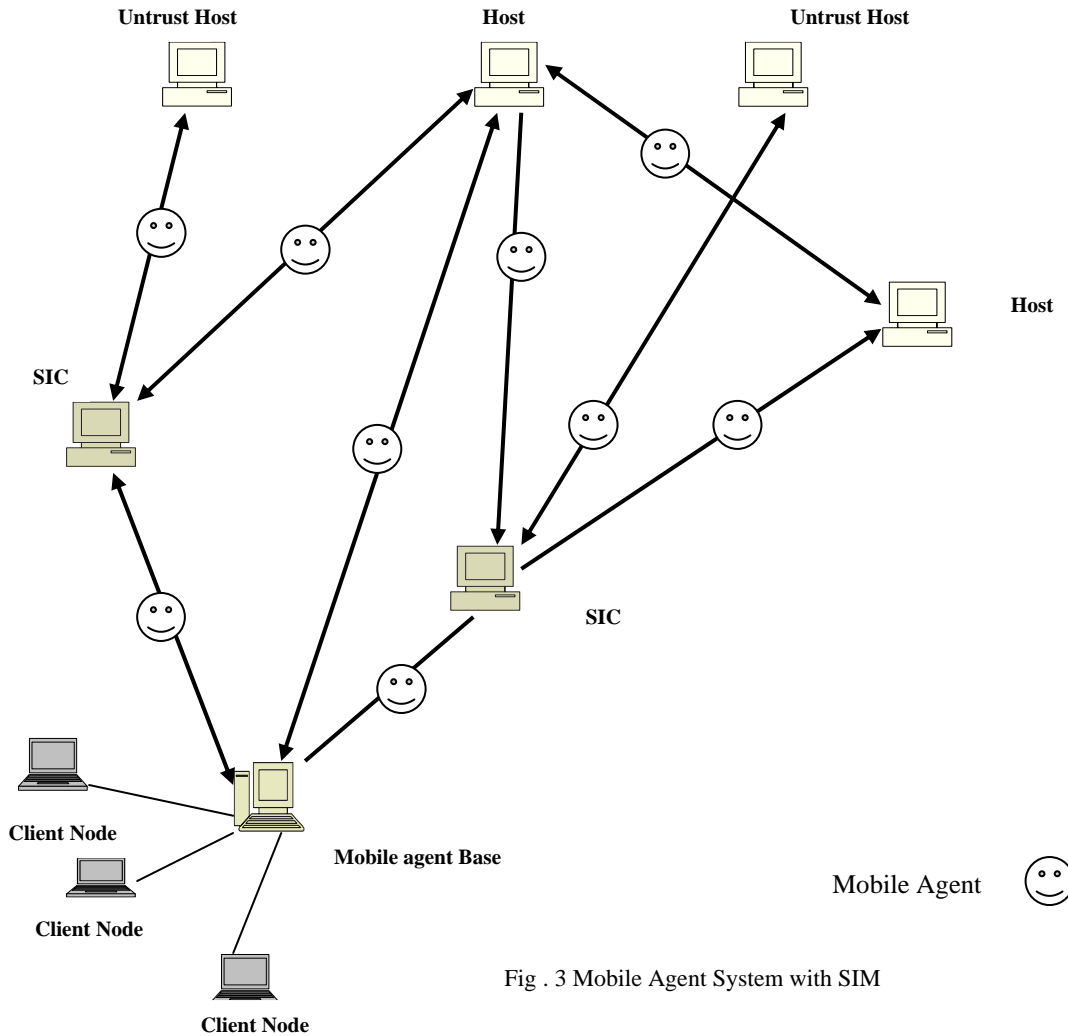 Untrust Host
Host
Untrust Host
Host
SIC
SIC
Client Node
Mobile agent Base
Mobile Agent
Client Node
Fig . 3 Mobile Agent System with SIM
Client Node